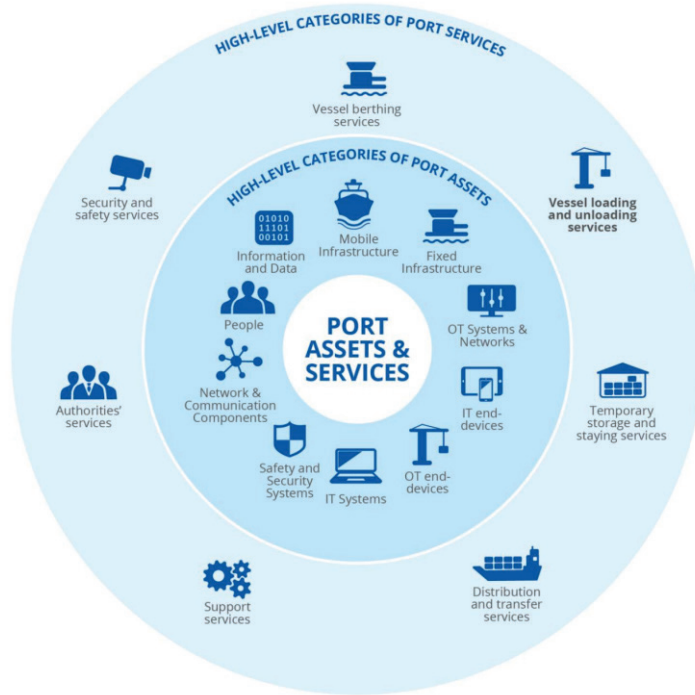 HIGH-LEVEL CATEGORIES OF PORT SERVICES
Vessel berthing
services
Security and
safety services
Vessel loading
and unloading
services
HIGH-LEVEL CATEGORIES OF PORT ASSETS
01010
11101
00101
Information
and Data
Mobile
Infrastructure
Fixed
Infrastructure
People
OT Systems &
Networks
PORT
ASSETS &
SERVICES
Network &
Communication
Components
IT end-
devices
Authorities'
services
Temporary
storage and
staying services
Safety and
Security
Systems
IT Systems
OT end-
devices
Support
services
Distribution
and transfer
services